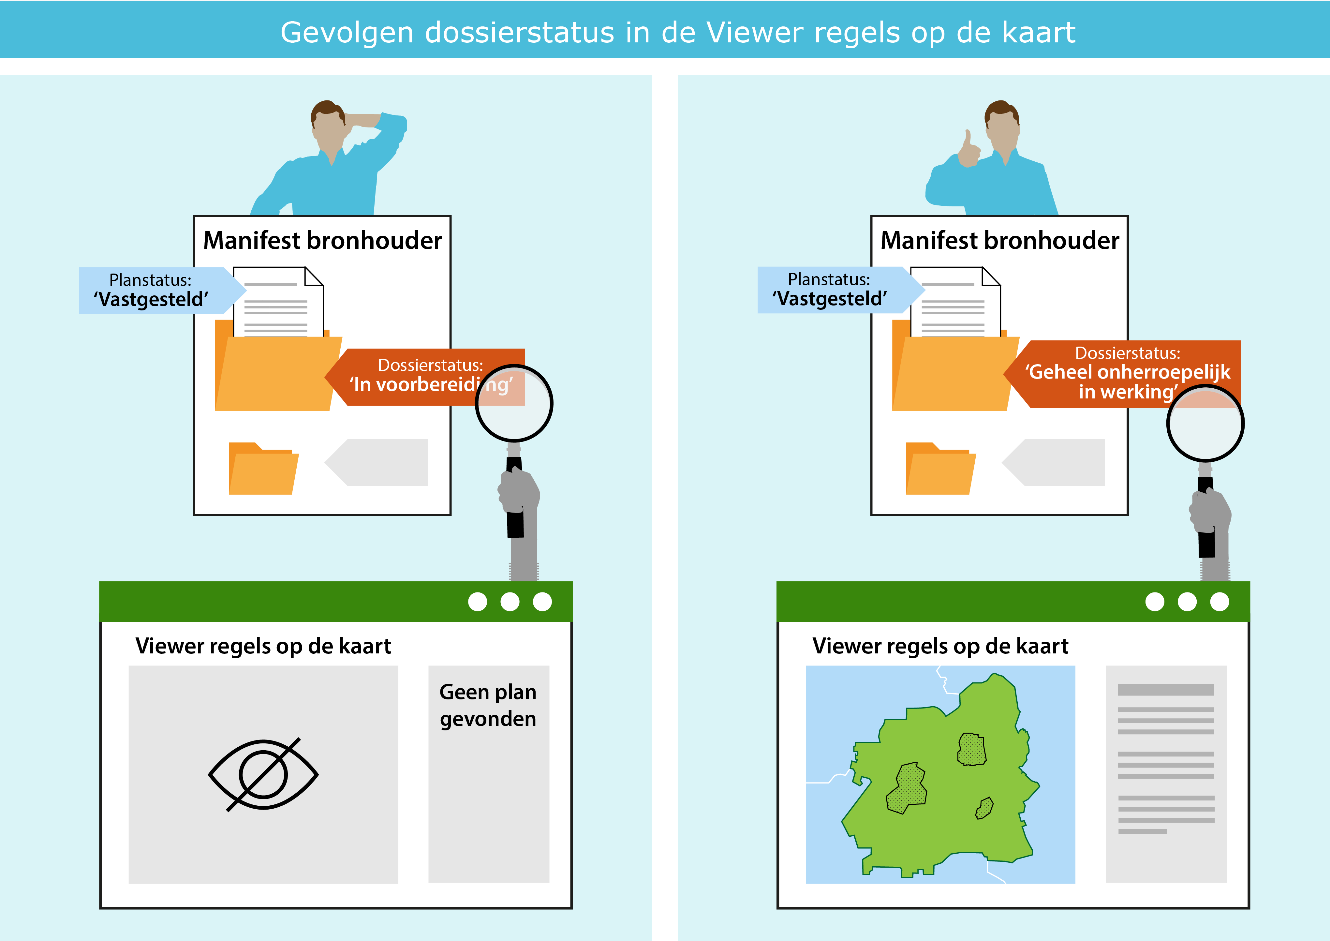 Gevolgen dossierstatus in de Viewer regels op de kaart
Manifest bronhouder
Planstatus:
‘Vastgesteld’
Dossierstatus:
‘In voorbereiding’
Viewer regels op de kaart
Geen plan
gevonden
Manifest bronhouder
Planstatus:
‘Vastgesteld’
Dossierstatus:
‘Geheel onherroepelijk
in werking’
Viewer regels op de kaart